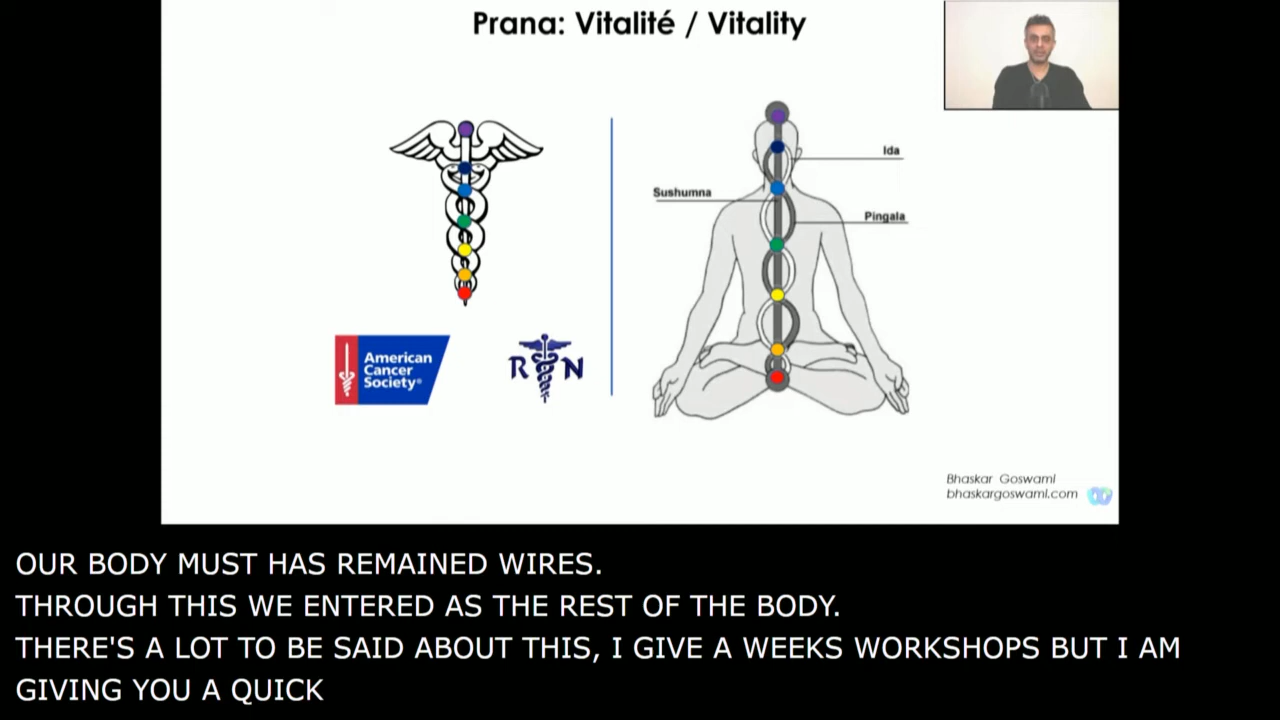 Prana: Vitalité / Vitality
Ida
Sushumna
Pingala
American
Cancer
Society®
R N
Bhaskar Goswami
bhaskargoswami.com
OUR BODY MUST HAS REMAINED WIRES.
THROUGH THIS WE ENTERED AS THE REST OF THE BODY.
THERE'S A LOT TO BE SAID ABOUT THIS, I GIVE A WEEKS WORKSHOPS BUT I AM
GIVING YOU A QUICK